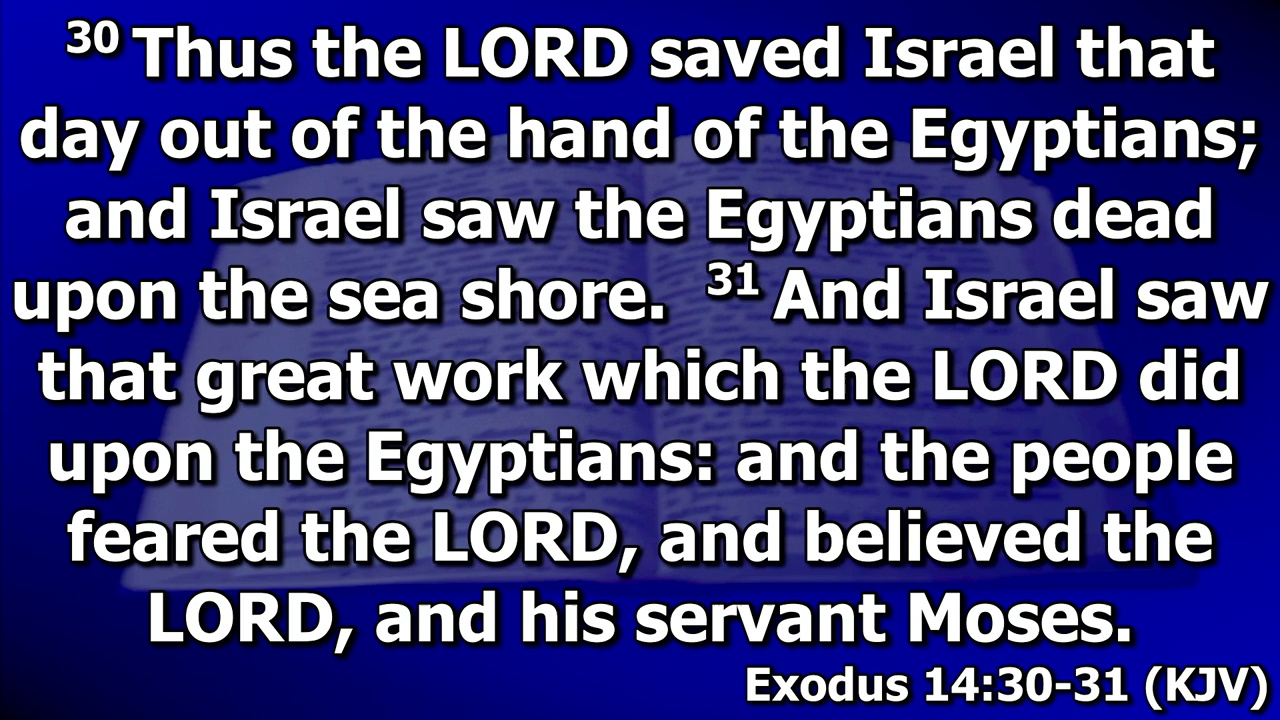 30 Thus the LORD saved Israel that
day out of the hand of the Egyptians;
and Israel saw the Egyptians dead
upon the sea shore. 31 And Israel saw
that great work which the LORD did
upon the Egyptians: and the people
feared the LORD, and believed the
LORD, and his servant Moses.
Exodus 14:30-31 (KJV)